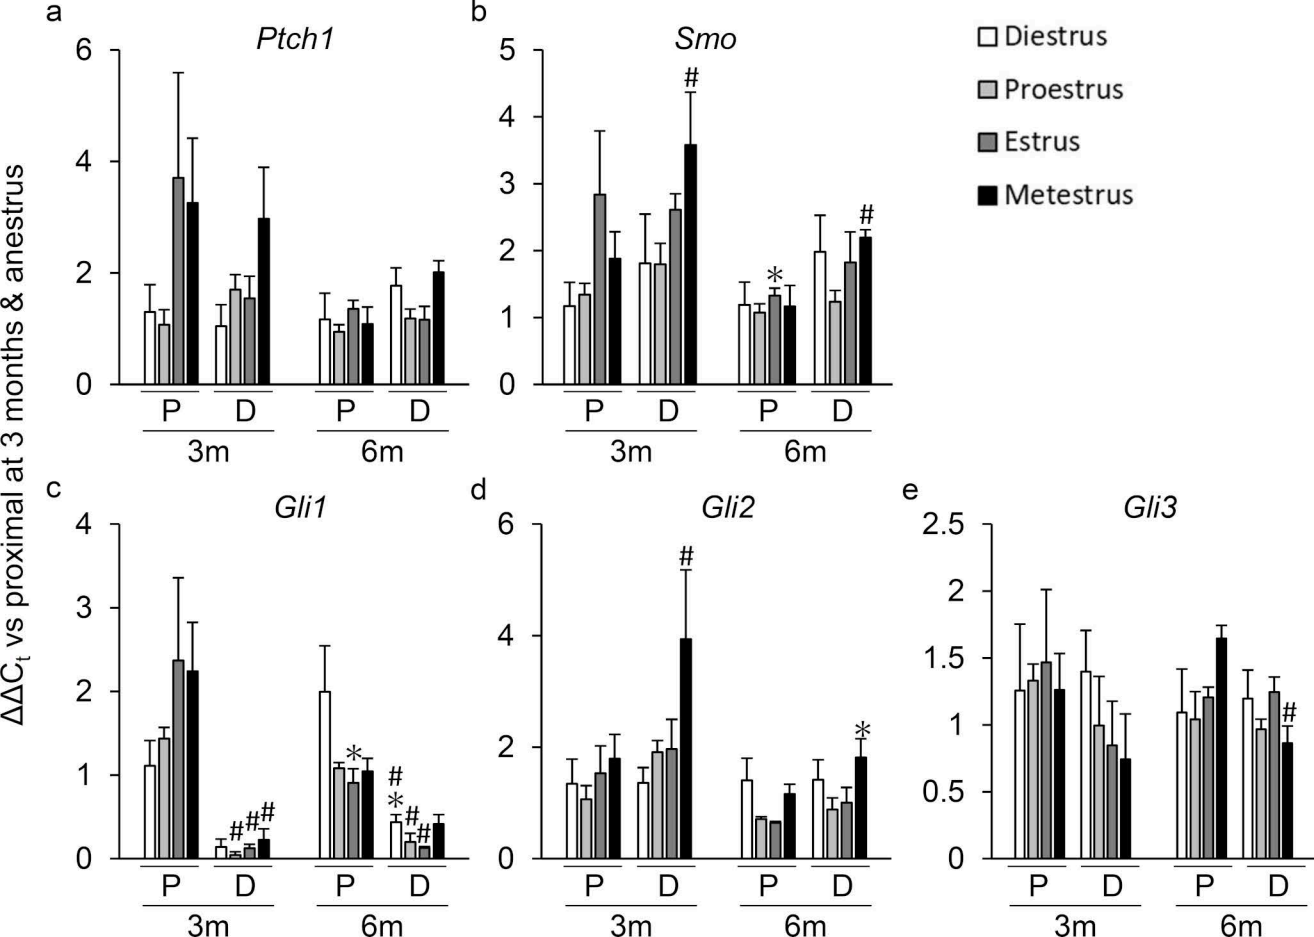 a
Ptch1
6
4
2
0
P D P D
3m 6m
b
Smo
5
4
3
2
1
0
#
*
#
P D P D
3m 6m
Diestrus
Proestrus
Estrus
Metestrus
ΔΔCt vs proximal at 3 months & anestrus
c
Gli1
4
3
2
1
0
# # #
*
#
*
#
#
P D P D
3m 6m
d
Gli2
6
4
2
0
#
*
P D P D
3m 6m
e
Gli3
2.5
2
1.5
1
0.5
0
#
P D P D
3m 6m